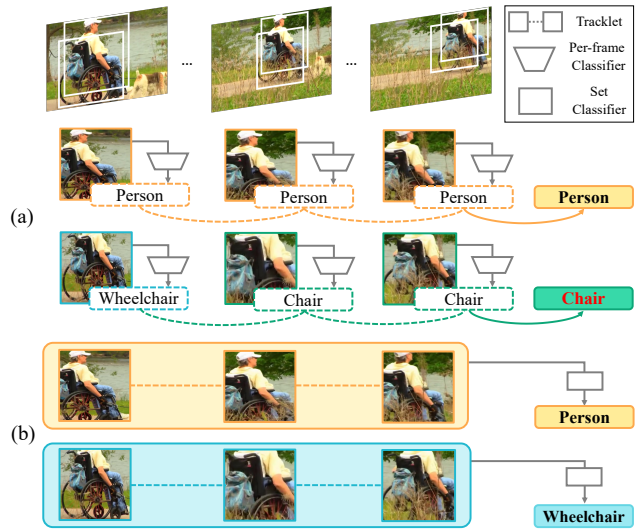 ... ...
Tracklet
Per-frame
Classifier
Set
Classifier
Person Person Person Person
(a)
Wheelchair Chair Chair Chair
Person
(b)
Wheelchair